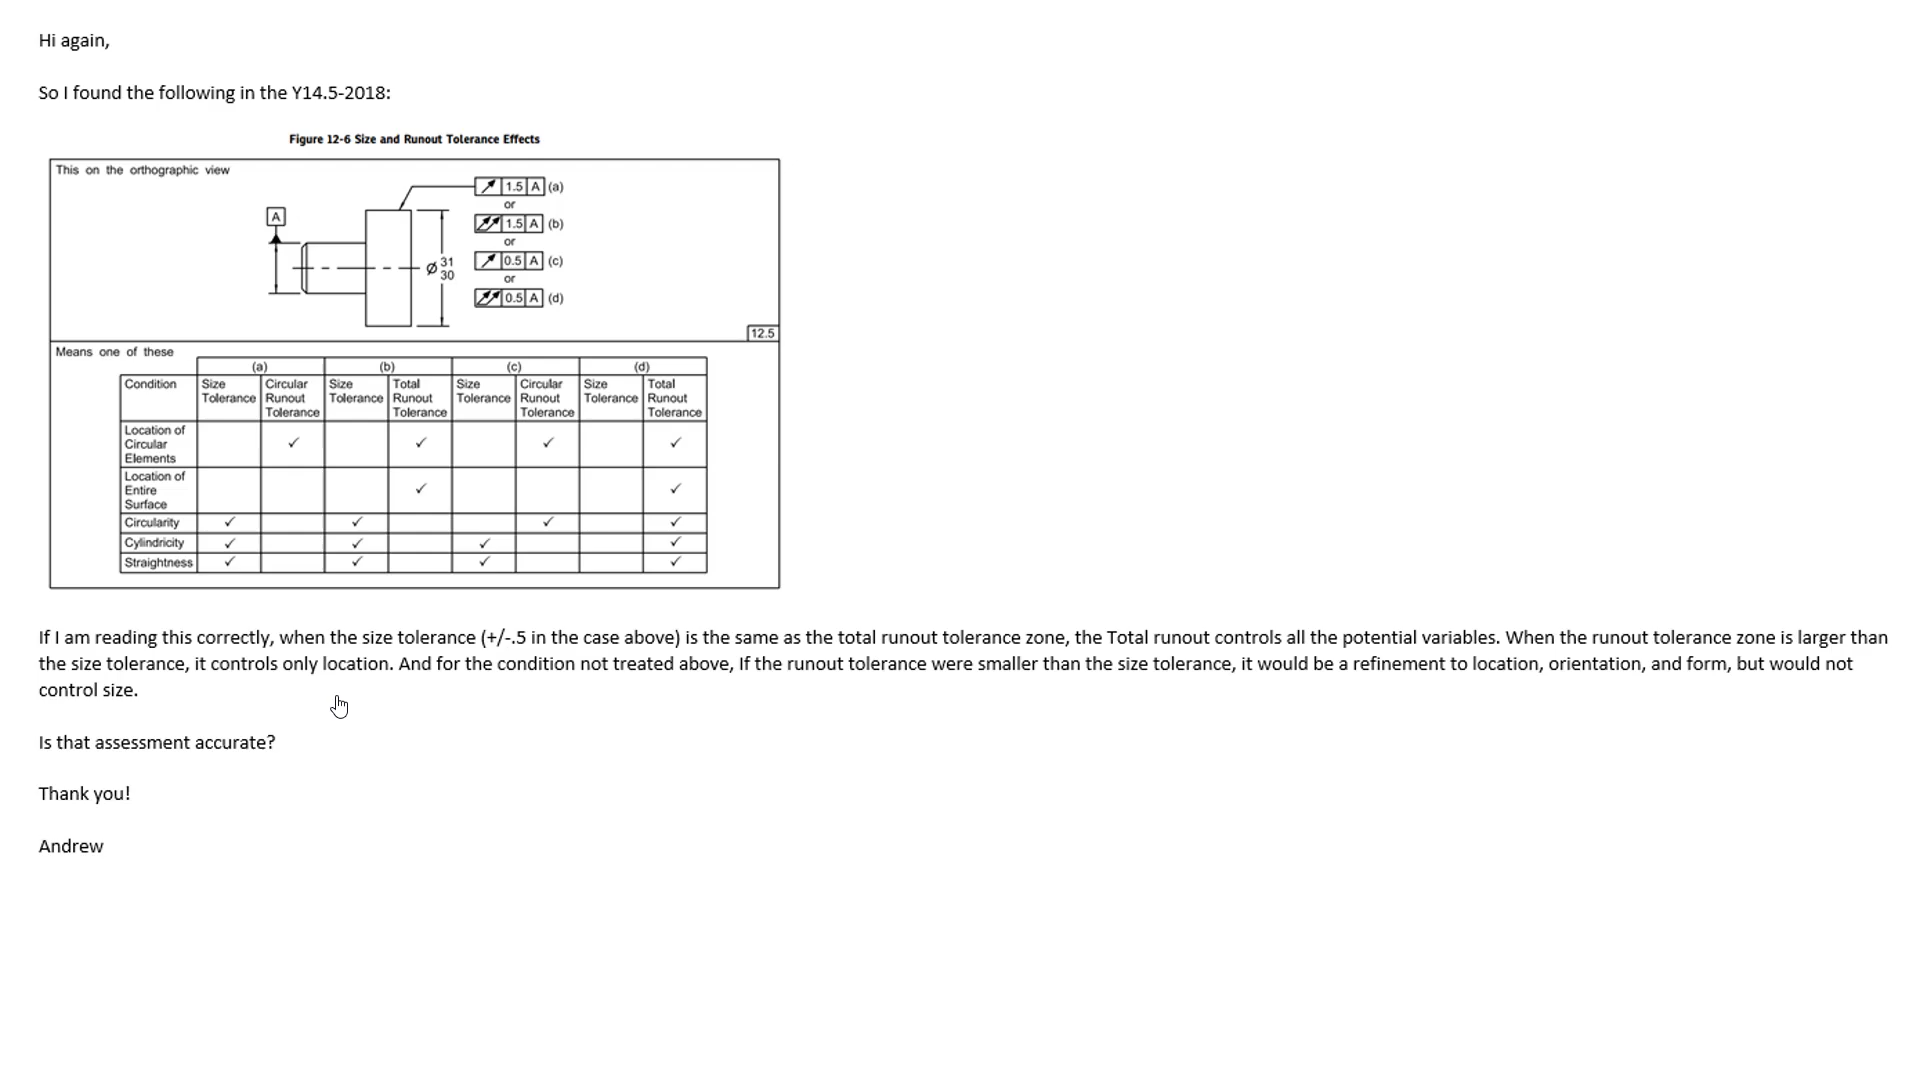 Hi again,
So I found the following in the Y14.5-2018:
Figure 12-6 Size and Runout Tolerance Effects
This on the orthographic view
1.5 A (a)
or
A
1.5 A (b)
or
0.5 A (c)
Ø 31
30
or
0.5 A (d)
12.5
Means one of these
(a) (b) (c) (d)
Condition Size Circular Size Total Size Circular Size Total
Tolerance Runout Tolerance Runout Tolerance Runout Tolerance Runout
Tolerance Tolerance Tolerance Tolerance
Location of
Circular ✓ ✓ ✓ ✓
Elements
Location of
Entire ✓ ✓
Surface
Circularity ✓ ✓ ✓ ✓
Cylindricity ✓ ✓ ✓ ✓
Straightness ✓ ✓ ✓ ✓
If I am reading this correctly, when the size tolerance (+/-.5 in the case above) is the same as the total runout tolerance zone, the Total runout controls all the potential variables. When the runout tolerance zone is larger than
the size tolerance, it controls only location. And for the condition not treated above, If the runout tolerance were smaller than the size tolerance, it would be a refinement to location, orientation, and form, but would not
control size.
Is that assessment accurate?
Thank you!
Andrew